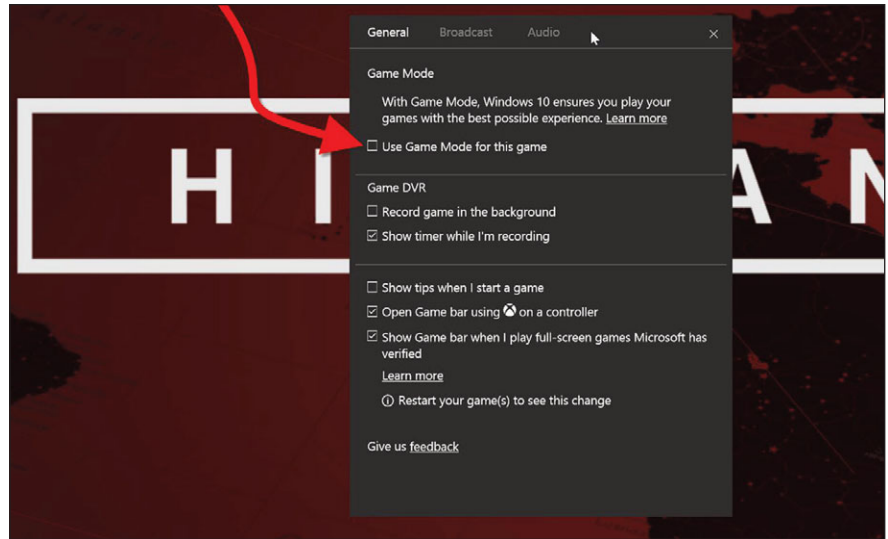 General Broadcast Audio
Game Mode
With Game Mode, Windows 10 ensures you play your
games with the best possible experience. Learn more
Use Game Mode for this game
H I A N
Game DVR
Record game in the background
Show timer while I'm recording
Show tips when I start a game
Open Game bar using on a controller
Show Game bar when I play full-screen games Microsoft has
verified
Learn more
Restart your game(s) to see this change
Give us feedback